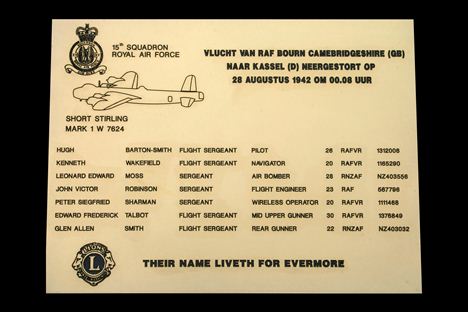 15th SQUADRON
ROYAL AIR FORCE
VLUCHT VAN RAF BOURN CAMEBRIDGESHIRE (GB)
NAAR KASSEL (D) NEERGESTORT OP
28 AUGUSTUS 1942 OM 00.08 UUR
SHORT STIRLING
MARK 1 W 7624
HUGH BARTON-SMITH FLIGHT SERGEANT PILOT 26 RAFVR 1312008
KENNETH WAKEFIELD FLIGHT SERGEANT NAVIGATOR 20 RAFVR 1165290
LEONARD EDWARD MOSS SERGEANT AIR BOMBER 28 RNZAF NZ403556
JOHN VICTOR ROBINSON SERGEANT FLIGHT ENGINEER 23 RAF 567796
PETER SIEGFRIED SHARMAN SERGEANT WIRELESS OPERATOR 20 RAFVR 1111468
EDWARD FREDERICK TALBOT FLIGHT SERGEANT MID UPPER GUNNER 30 RAFVR 1376849
GLEN ALLEN SMITH FLIGHT SERGEANT REAR GUNNER 22 RNZAF NZ403032
LIONS
L
THEIR NAME LIVETH FOR EVERMORE